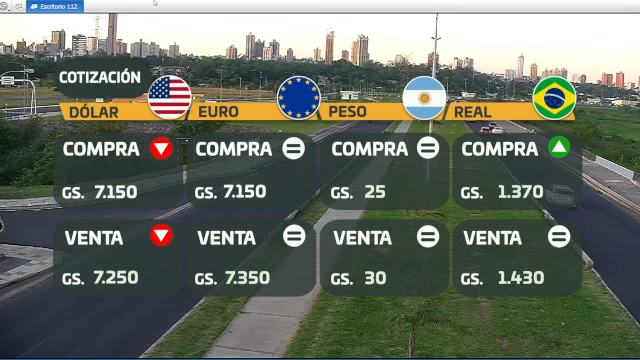 Escritorio 112
COTIZACIÓN
DÓLAR EURO PESO REAL
COMPRA COMPRA COMPRA COMPRA
GS. 7.150 GS. 7.150 GS. 25 GS. 1.370
VENTA VENTA VENTA VENTA
GS. 7.250 GS. 7.350 GS. 30 GS. 1.430